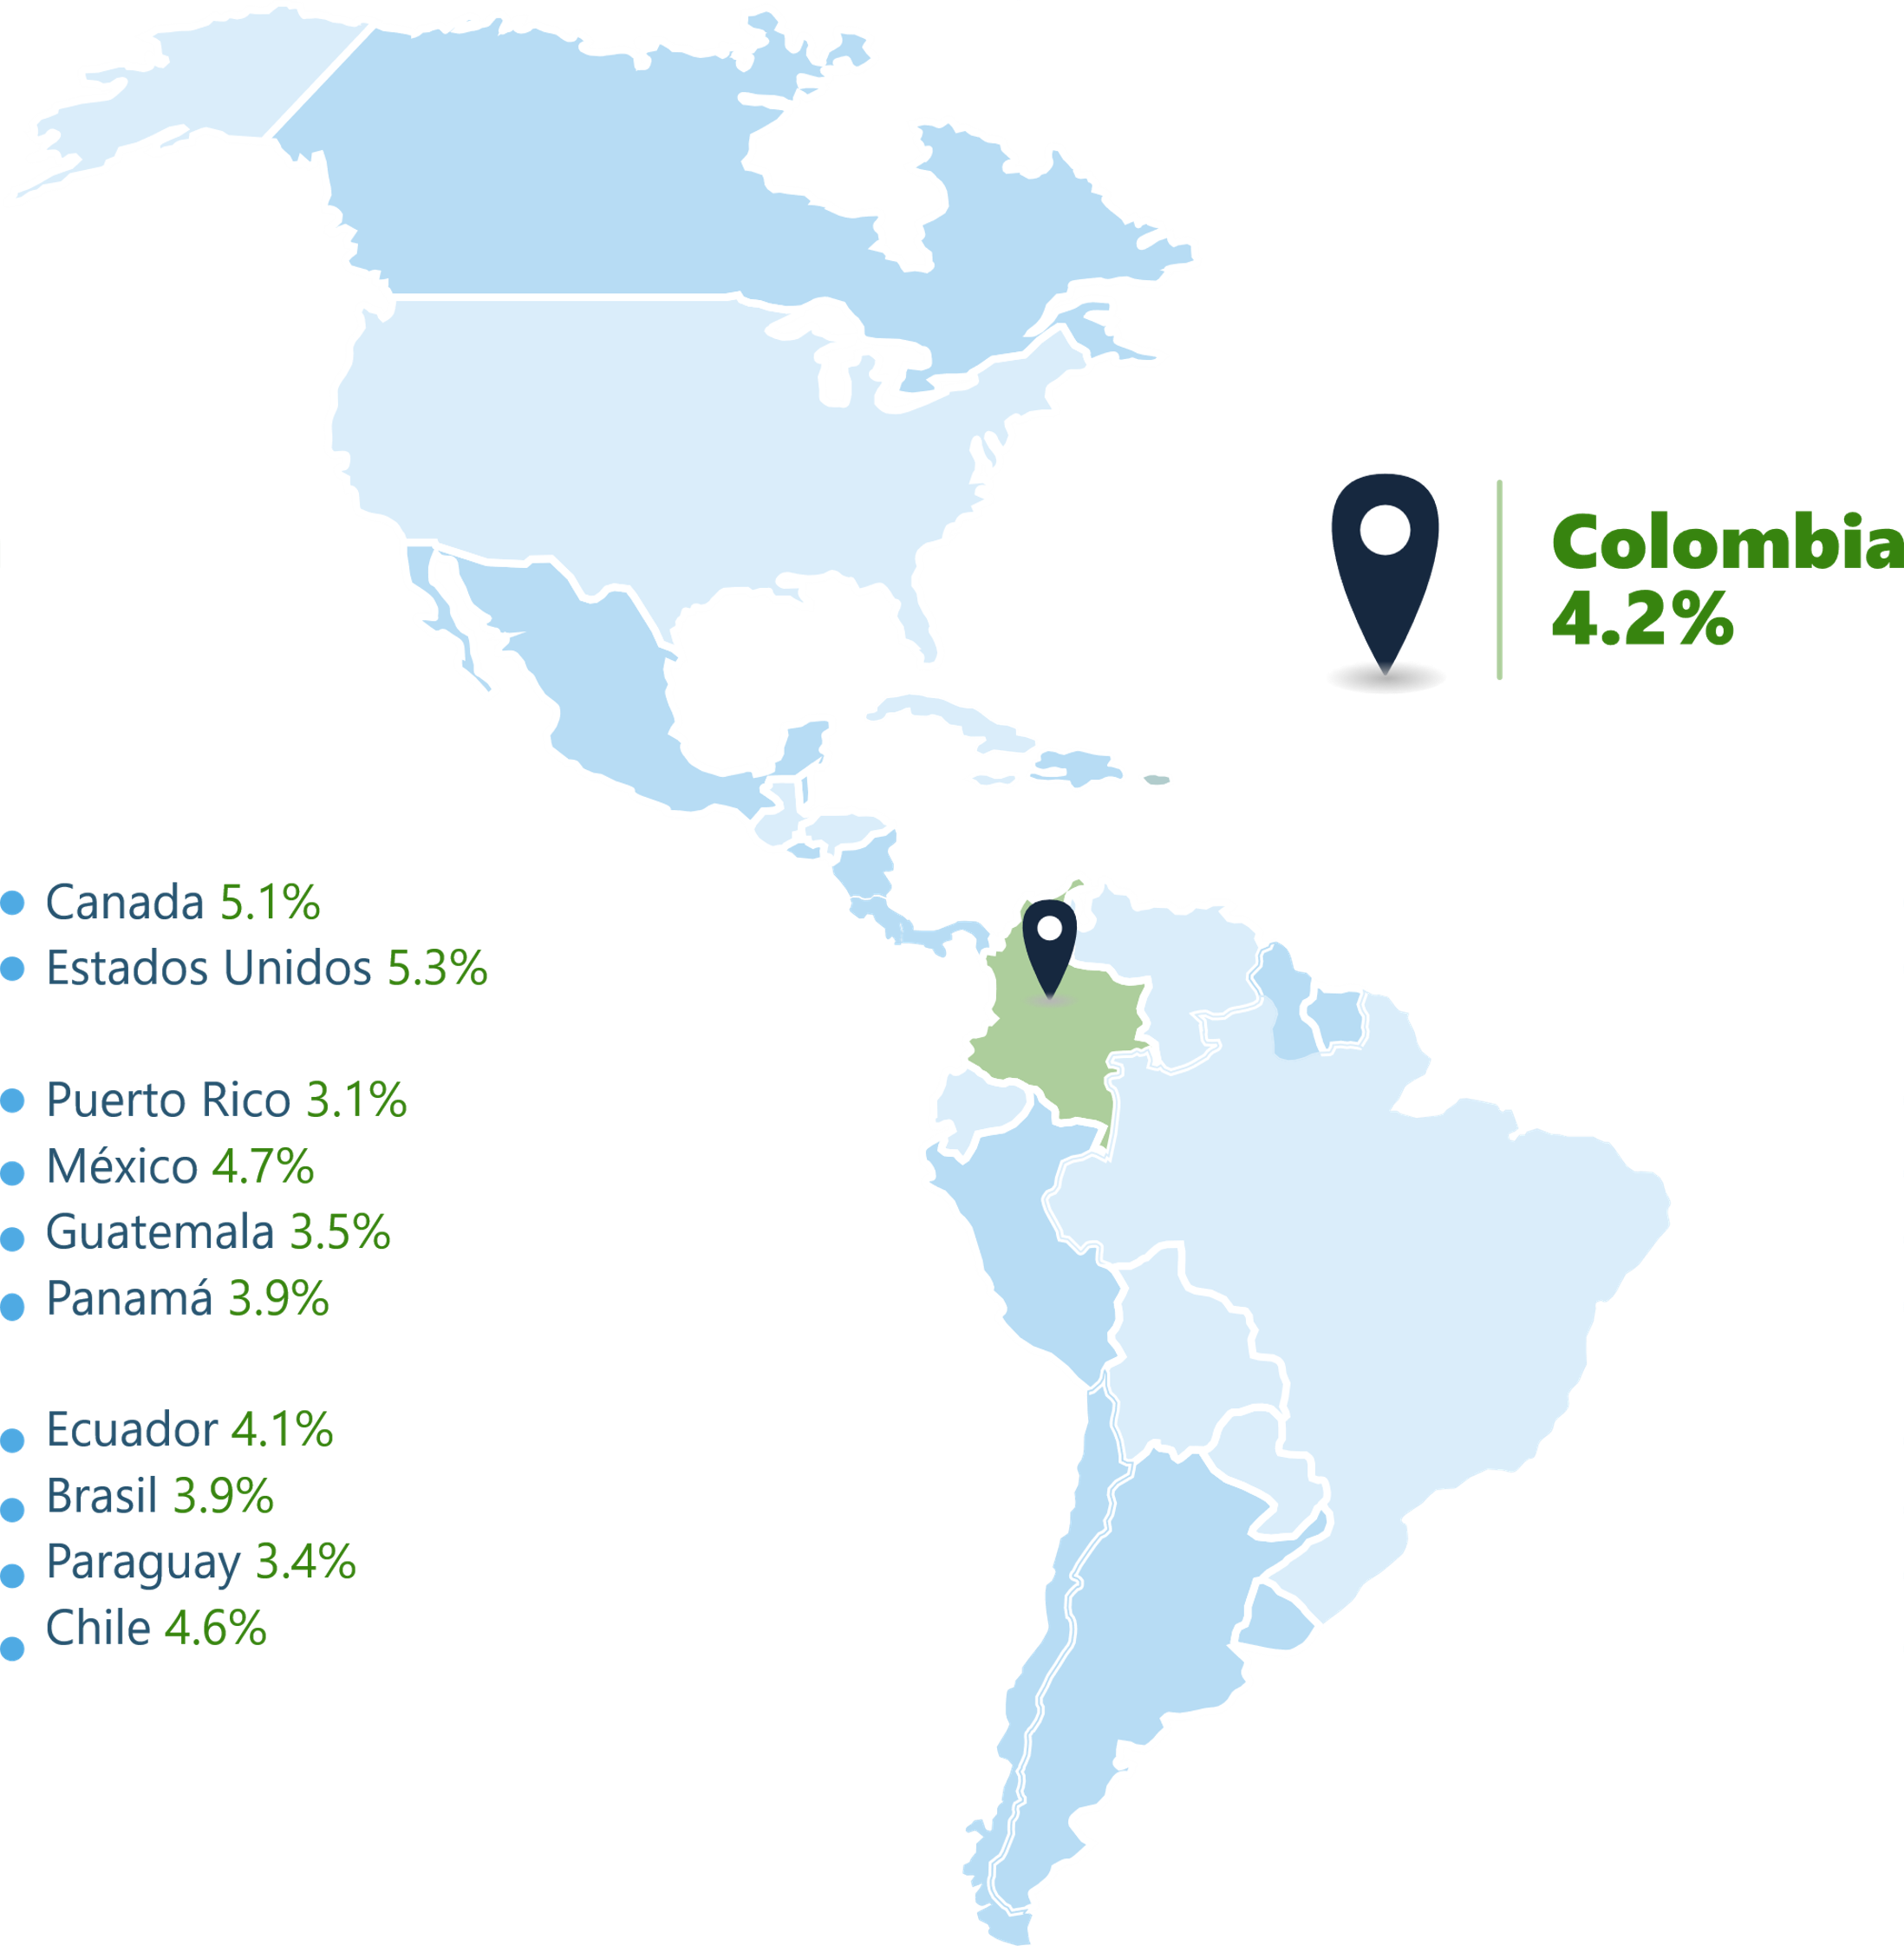 Colombia
4.2%
Canada 5.1%
Estados Unidos 5.3%
Puerto Rico 3.1%
México 4.7%
Guatemala 3.5%
Panamá 3.9%
Ecuador 4.1%
Brasil 3.9%
Paraguay 3.4%
Chile 4.6%